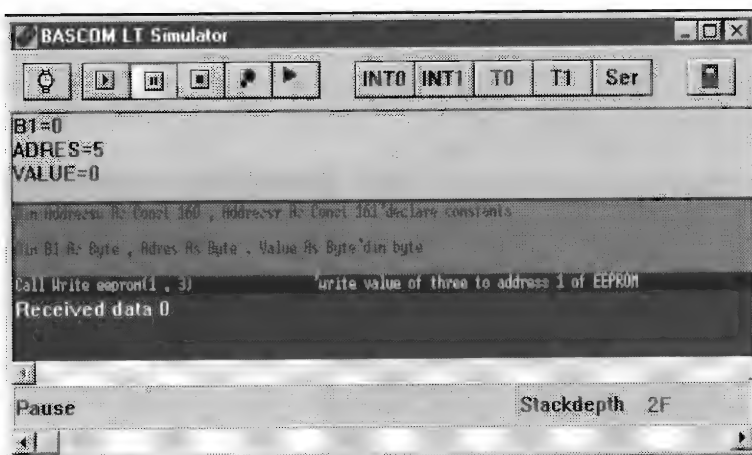 BASCOM LT Simulator
INT0 INT1 T0 T1 Ser
B1=0
ADRES=5
VALUE=0
Dim Addressw As Const 160 , Addressr As Const 161 'declare constants
Dim B1 As Byte , Adres As Byte , Value As Byte 'dim byte
Call Write eeprom(1 , 3) 'write value of three to address 1 of EEPROM
Received data 0
Pause Stackdepth 2F